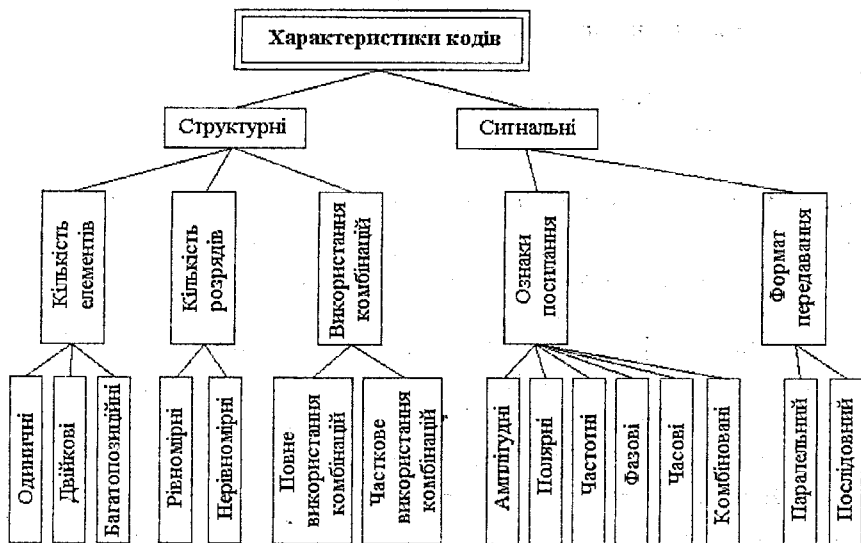 Характеристики кодів
Структурні
Сигнальні
Кількість
елементів
Кількість
розрядів
Використання
комбінацій
Ознаки
посилання
Формат
передавання
Одиничні
Двійкові
Багатопозиційні
Рівномірні
Нерівномірні
Повне
використання
комбінацій
Часткове
використання
комбінацій
Амплітудні
Полярні
Частотні
Фазові
Часові
Комбіновані
Паралельний
Послідовний